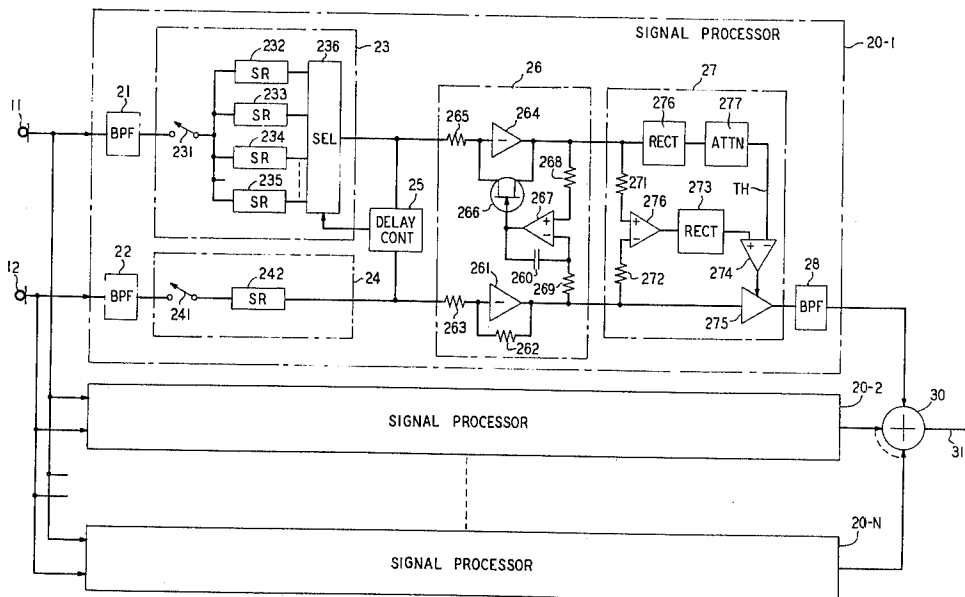 SIGNAL PROCESSOR
20-1
23
232
SR
236
233
SR
234
SR
235
SR
SEL
11
21
BPF
231
25
DELAY
CONT
26
265
264
266
267
268
260
269
261
263
262
27
276
RECT
277
ATTN
TH
271
276
273
RECT
274
272
275
28
BPF
12
22
BPF
241
242
SR
24
20-2
SIGNAL PROCESSOR
30
31
20-N
SIGNAL PROCESSOR